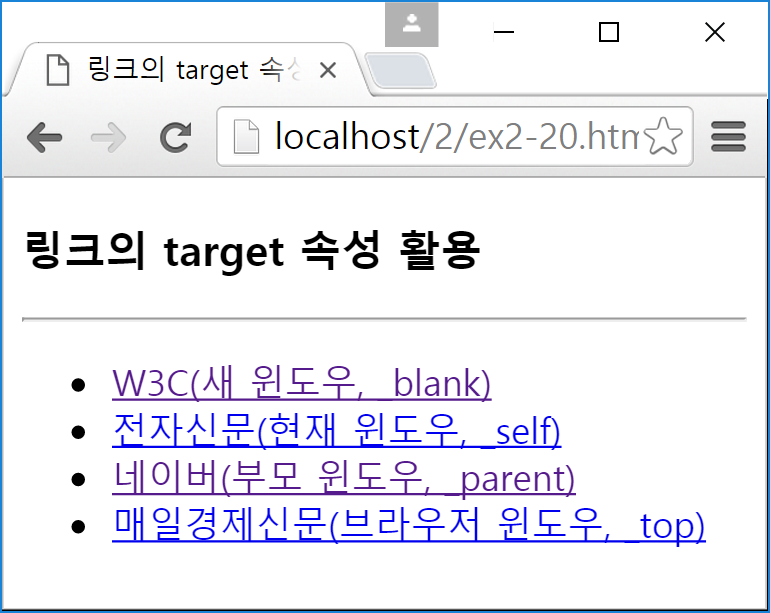 링크의 target 속성
localhost/2/ex2-20.htm
링크의 target 속성 활용
W3C(새 윈도우, _blank)
전자신문(현재 윈도우, _self)
네이버(부모 윈도우, _parent)
매일경제신문(브라우저 윈도우, _top)